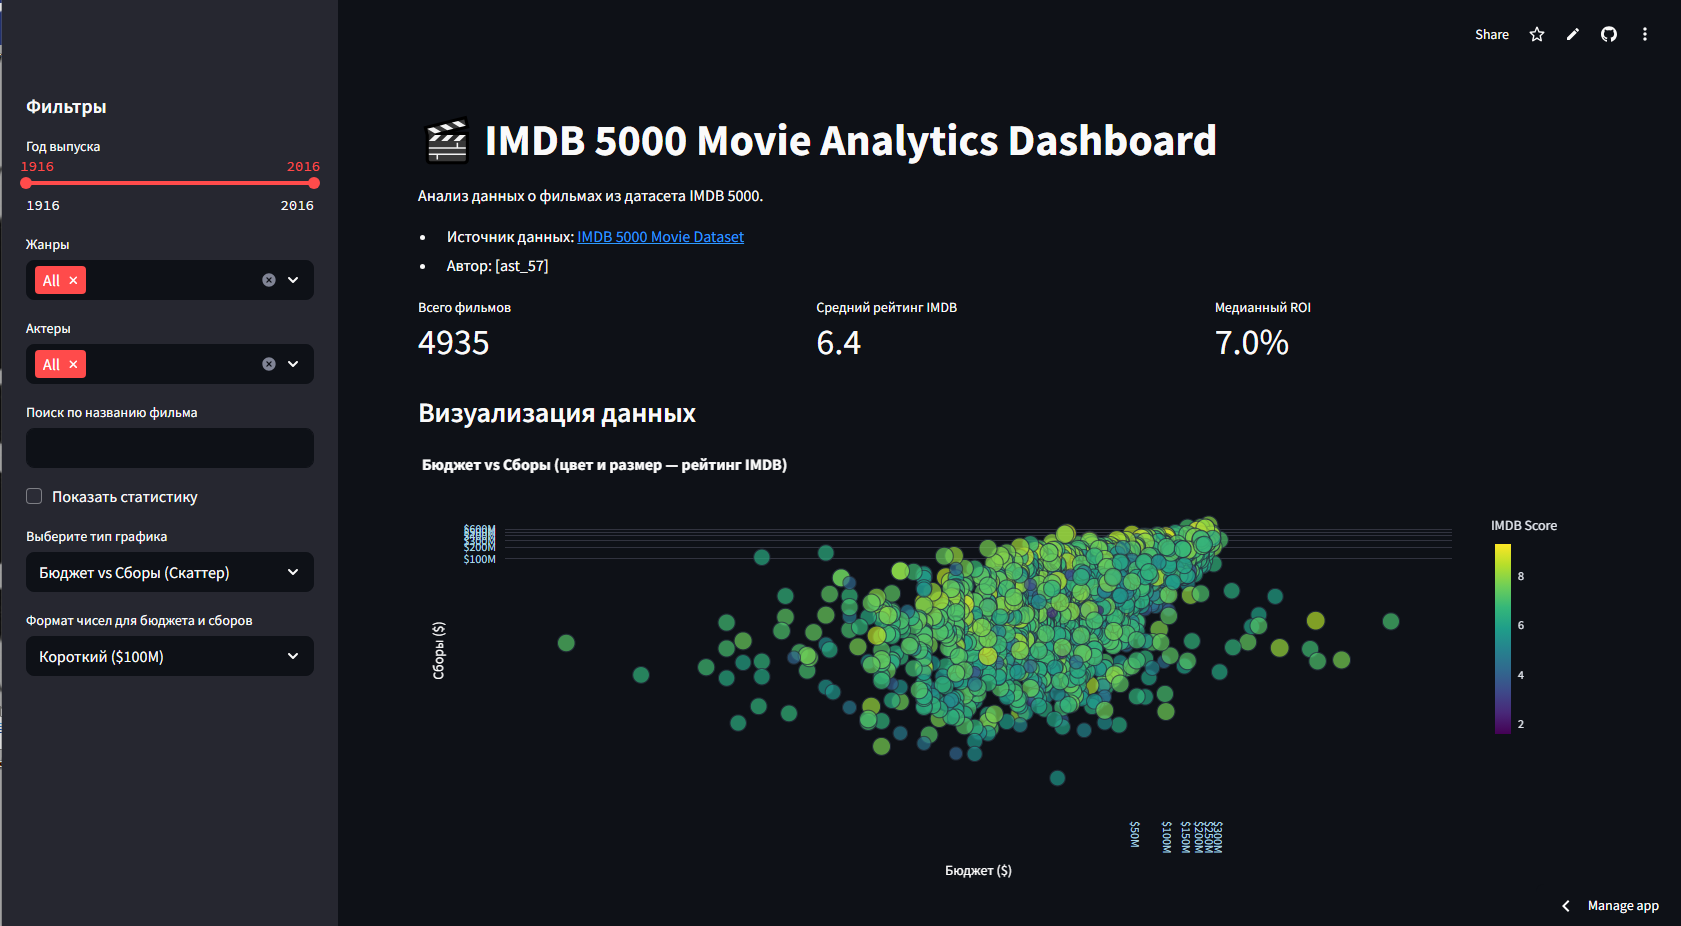 Share
Фильтры
Год выпуска
1916 2016
1916 2016
Жанры
All
Актеры
All
Поиск по названию фильма
Показать статистику
Выберите тип графика
Бюджет vs Сборы (Скаттер)
Формат чисел для бюджета и сборов
Короткий ($100M)
IMDB 5000 Movie Analytics Dashboard
Анализ данных о фильмах из датасета IMDB 5000.
Источник данных: IMDB 5000 Movie Dataset
Автор: [ast_57]
Всего фильмов
4935
Средний рейтинг IMDB
6.4
Медианный ROI
7.0%
Визуализация данных
Бюджет vs Сборы (цвет и размер — рейтинг IMDB)
$600M
$200M
$100M
Сборы ($)
$50M
$100M
$150M
$200M
$250M
$300M
Бюджет ($)
IMDB Score
8
6
4
2
Manage app